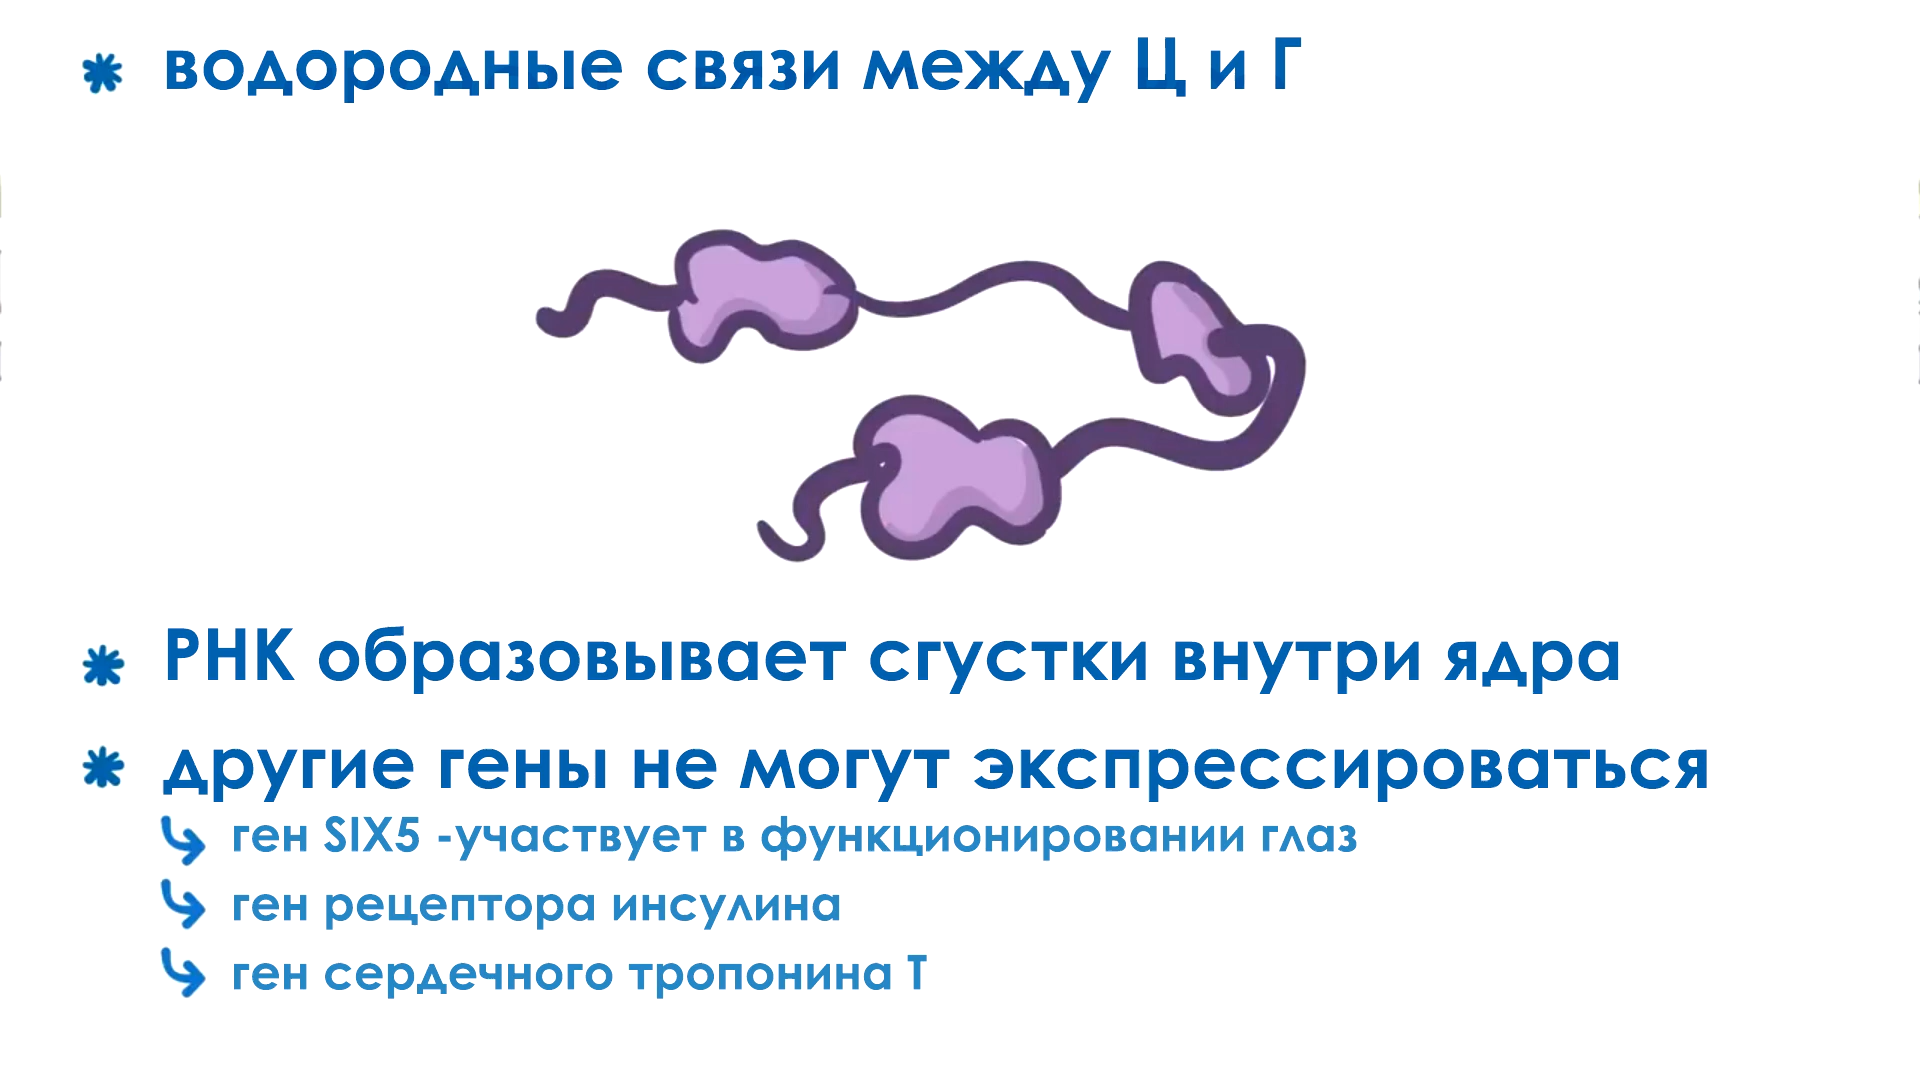 водородные связи между Ц и Г
РНК образовывает сгустки внутри ядра
другие гены не могут экспрессироваться
ген SIX5 -участвует в функционировании глаз
ген рецептора инсулина
ген сердечного тропонина Т